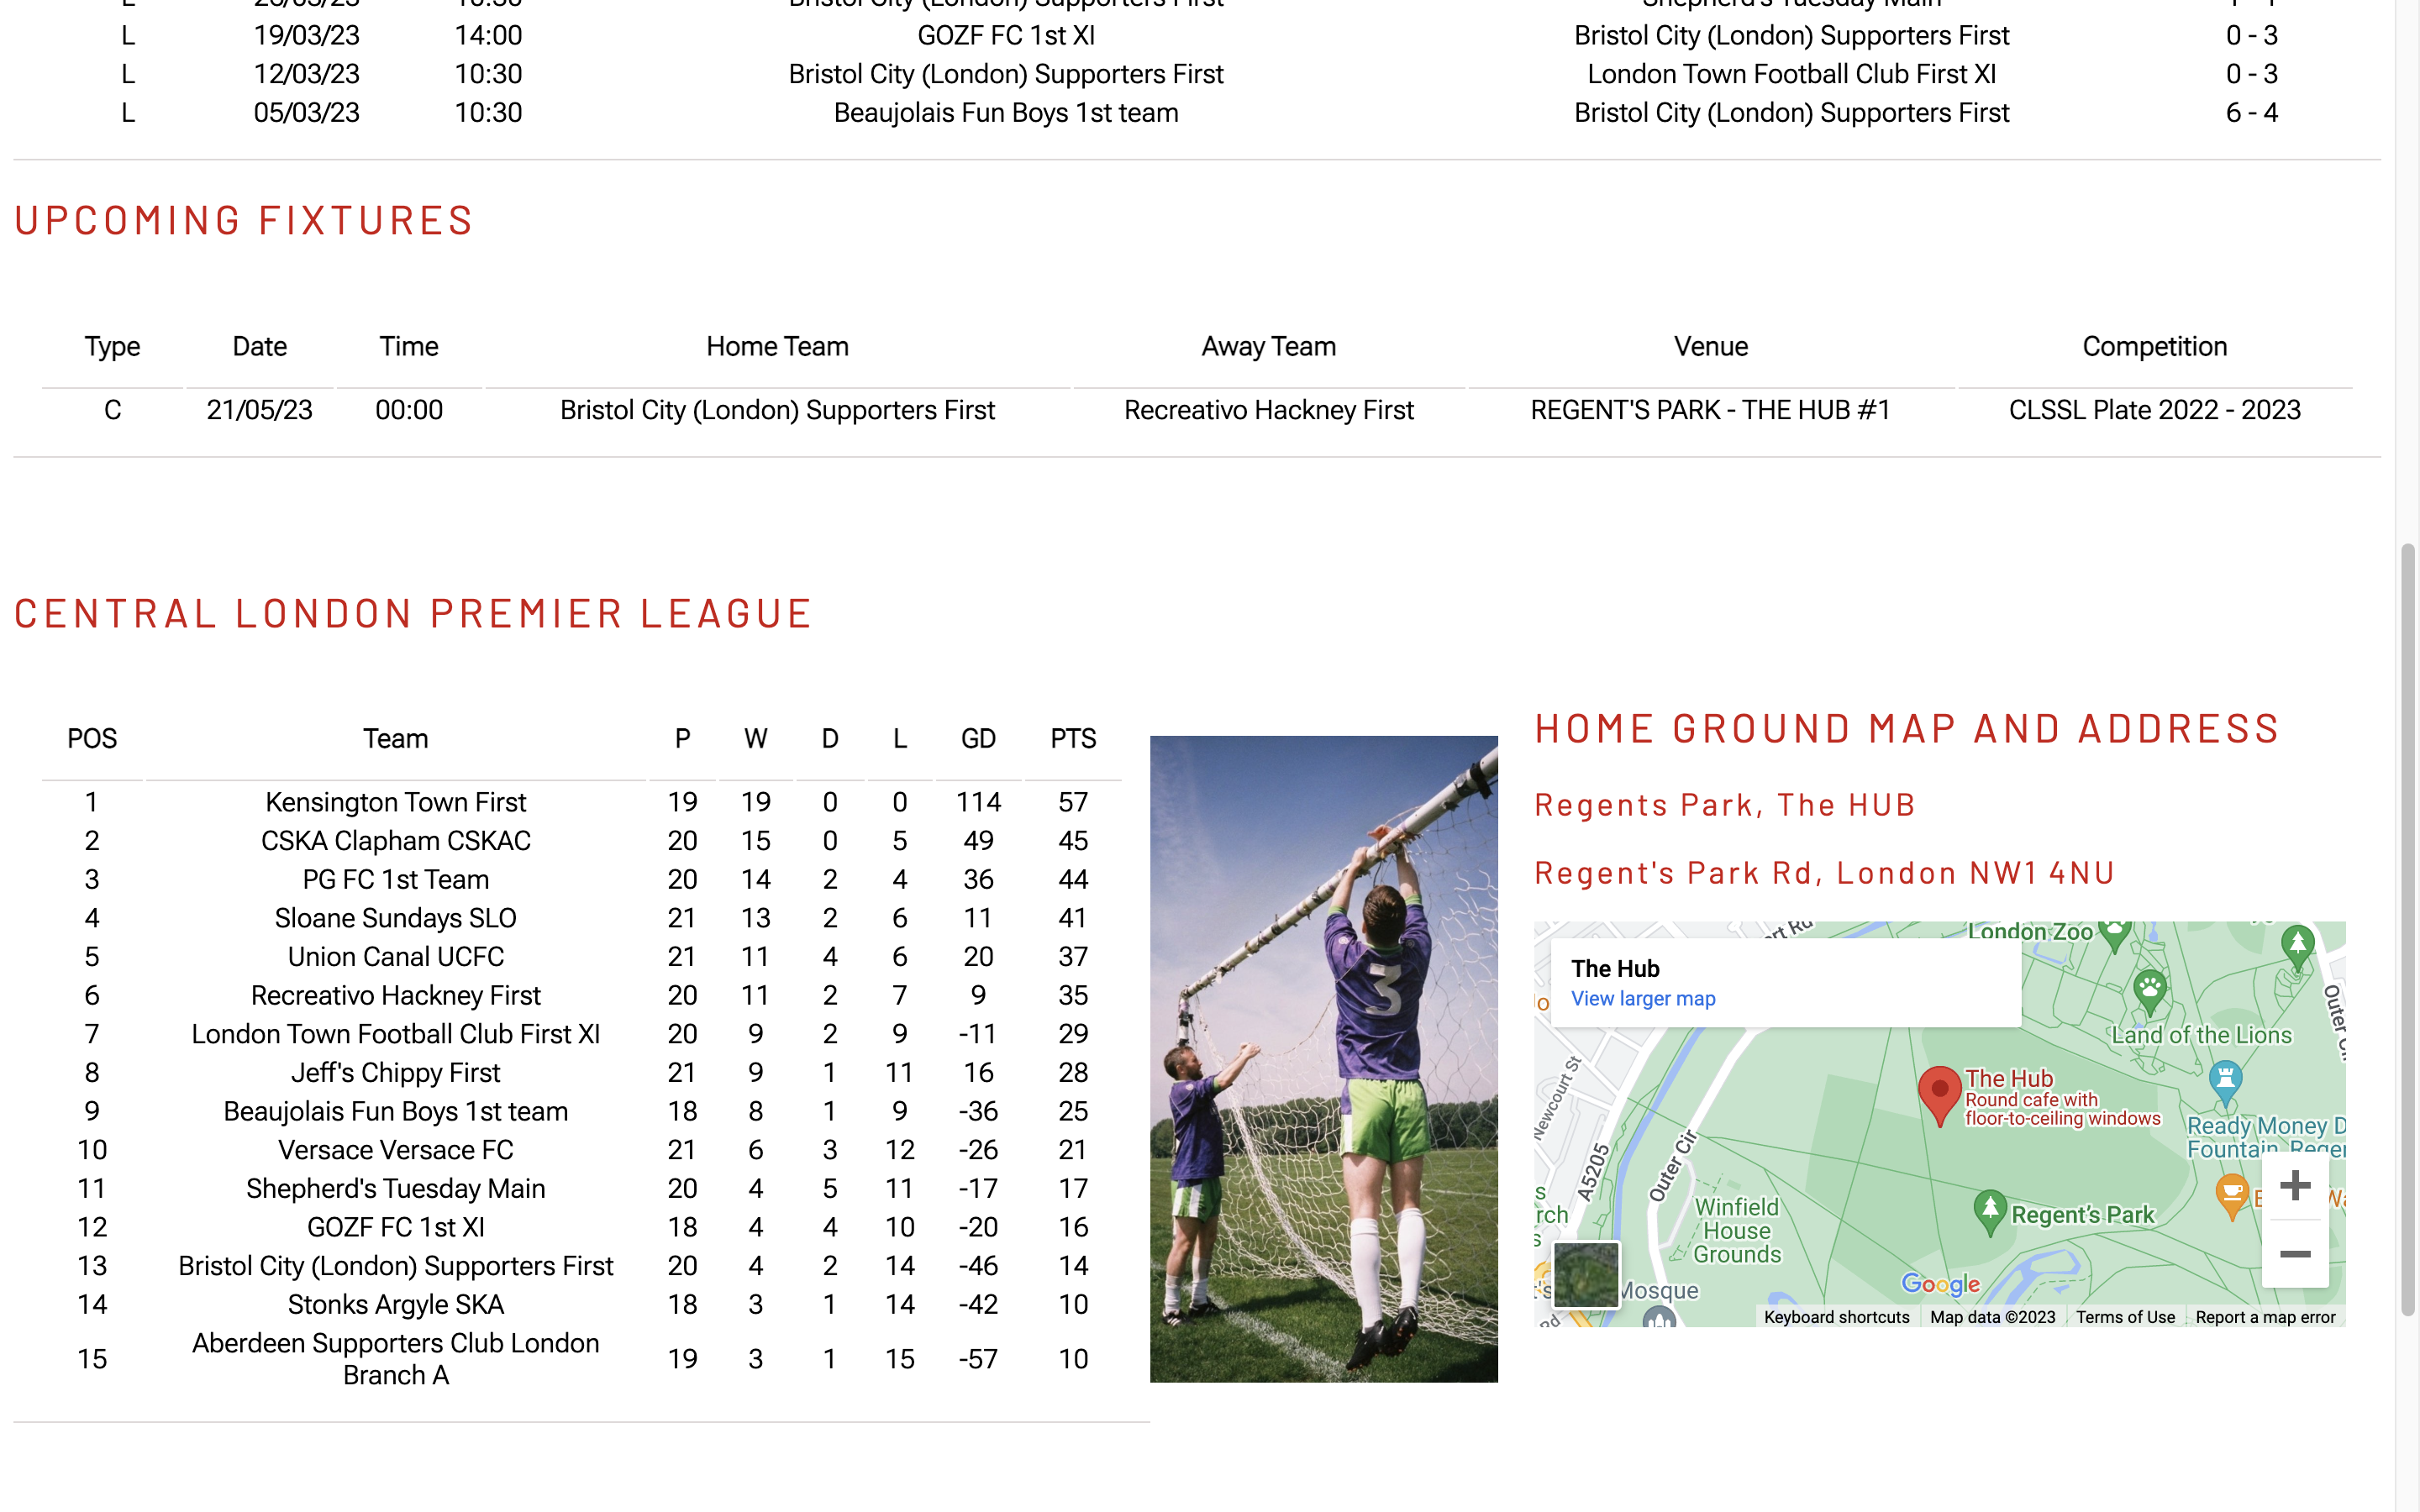 L 19/03/23 14:00 GOZF FC 1st XI Bristol City (London) Supporters First 0 - 3
L 12/03/23 10:30 Bristol City (London) Supporters First London Town Football Club First XI 0 - 3
L 05/03/23 10:30 Beaujolais Fun Boys 1st team Bristol City (London) Supporters First 6 - 4
UPCOMING FIXTURES
Type Date Time Home Team Away Team Venue Competition
C 21/05/23 00:00 Bristol City (London) Supporters First Recreativo Hackney First REGENT'S PARK - THE HUB #1 CLSSL Plate 2022 - 2023
CENTRAL LONDON PREMIER LEAGUE
POS Team P W D L GD PTS
1 Kensington Town First 19 19 0 0 114 57
2 CSKA Clapham CSKAC 20 15 0 5 49 45
3 PG FC 1st Team 20 14 2 4 36 44
4 Sloane Sundays SLO 21 13 2 6 11 41
5 Union Canal UCFC 21 11 4 6 20 37
6 Recreativo Hackney First 20 11 2 7 9 35
7 London Town Football Club First XI 20 9 2 9 -11 29
8 Jeff's Chippy First 21 9 1 11 16 28
9 Beaujolais Fun Boys 1st team 18 8 1 9 -36 25
10 Versace Versace FC 21 6 3 12 -26 21
11 Shepherd's Tuesday Main 20 4 5 11 -17 17
12 GOZF FC 1st XI 18 4 4 10 -20 16
13 Bristol City (London) Supporters First 20 4 2 14 -46 14
14 Stonks Argyle SKA 18 3 1 14 -42 10
15 Aberdeen Supporters Club London Branch A 19 3 1 15 -57 10
3
HOME GROUND MAP AND ADDRESS
Regents Park, The HUB
Regent's Park Rd, London NW1 4NU
The Hub
View larger map
London Zoo
Land of the Lions
Outer
The Hub
Round cafe with
floor-to-ceiling windows
Ready Money D
Fountain, Regen
Newcourt St
A5205
Outer Cir
Winfield
House
Grounds
Regent's Park
Mosque
Google
Keyboard shortcuts Map data ©2023 Terms of Use Report a map error